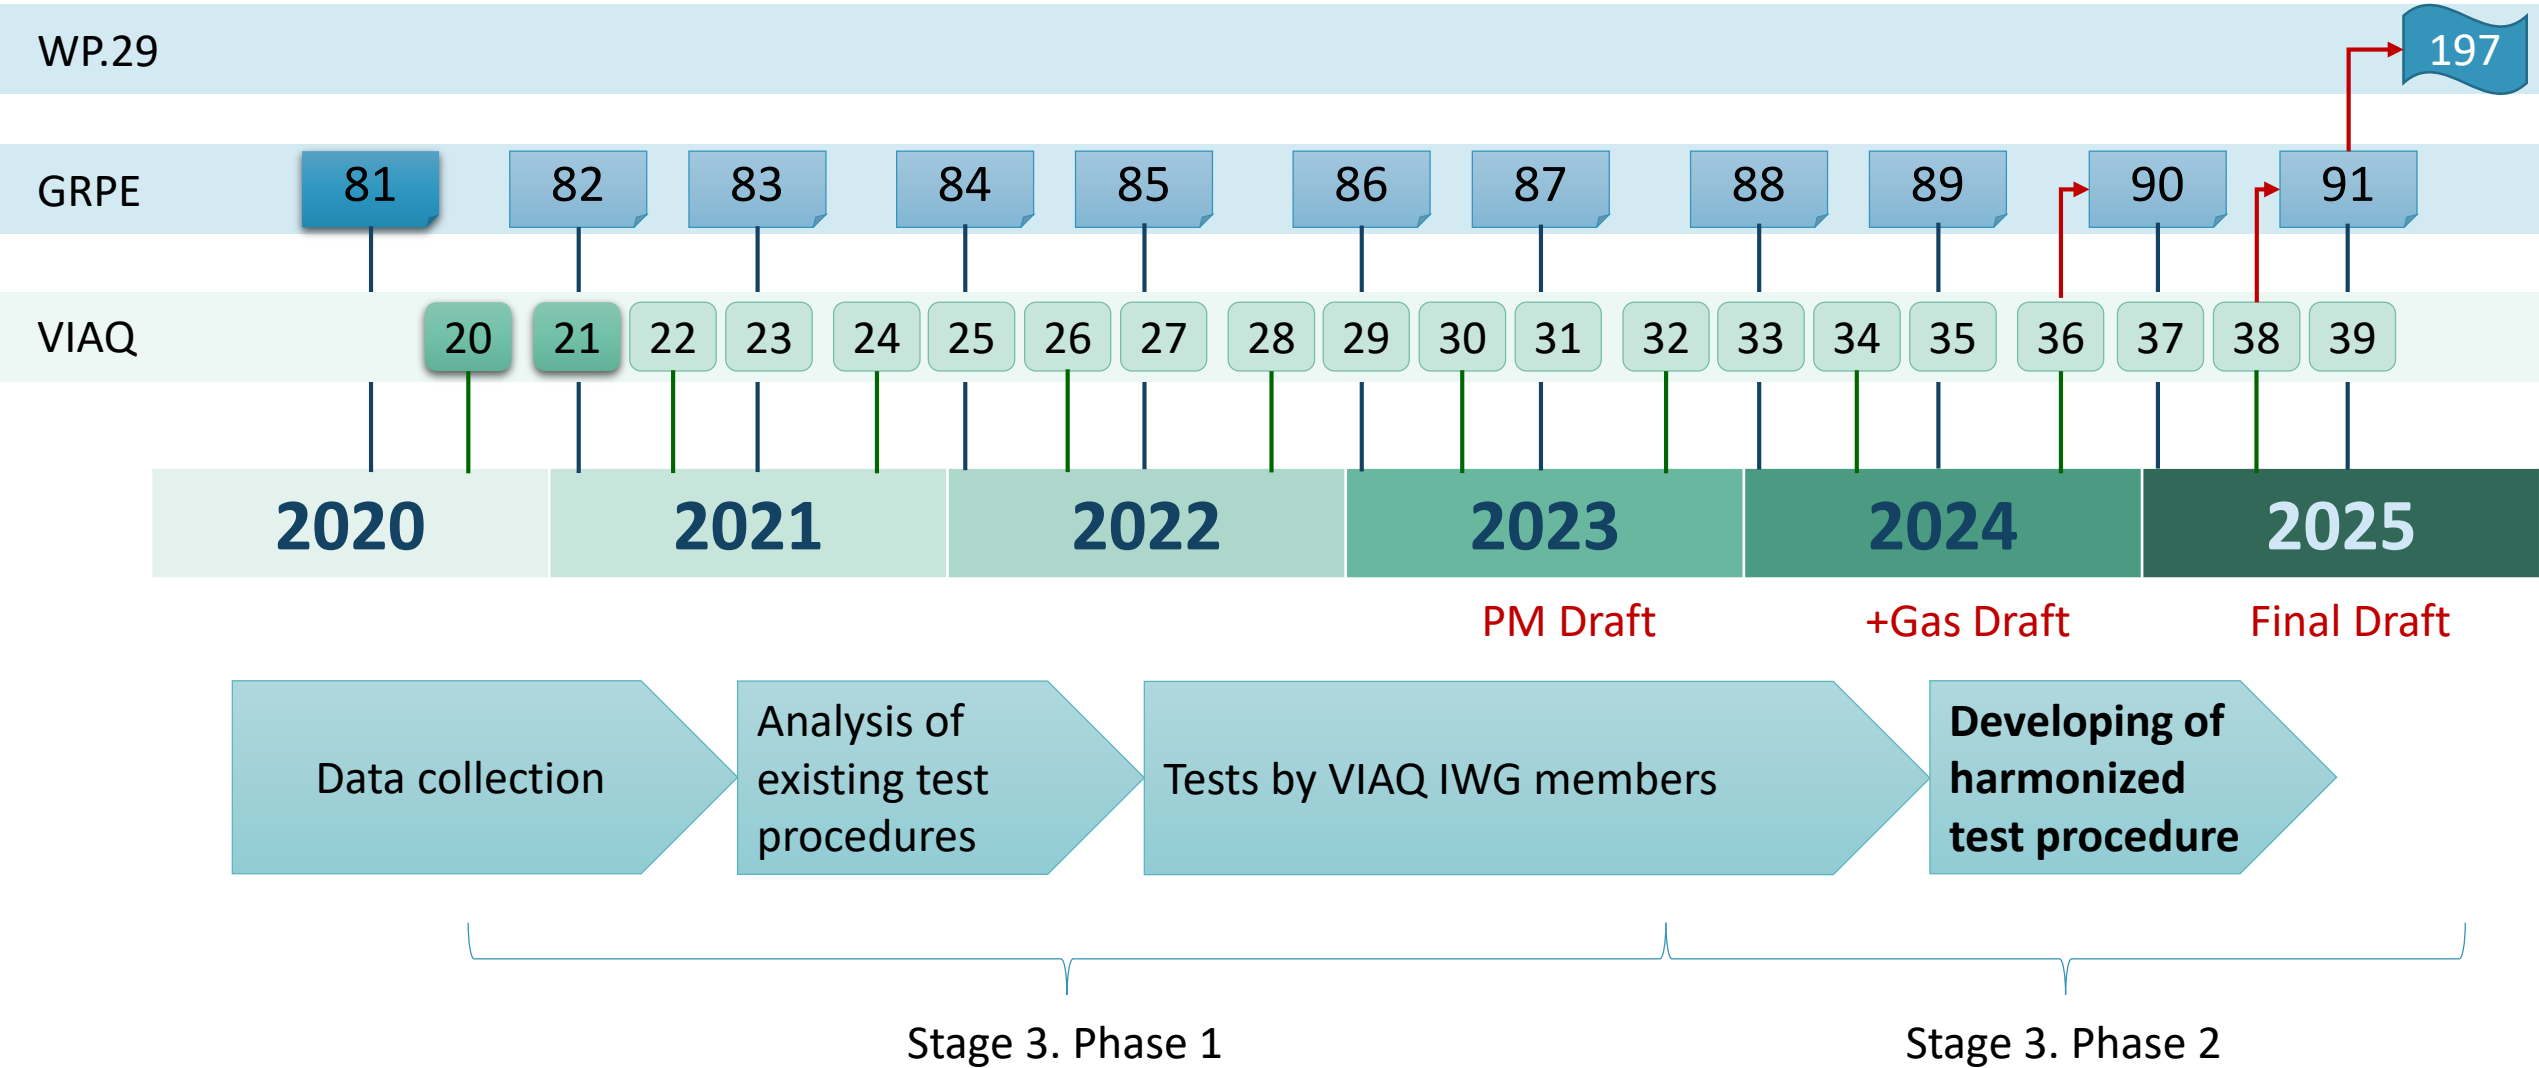 WP.29
197
GRPE
81 82 83 84 85 86 87 88 89 90 91
VIAQ
20 21 22 23 24 25 26 27 28 29 30 31 32 33 34 35 36 37 38 39
2020 2021 2022 2023 2024 2025
PM Draft +Gas Draft Final Draft
Data collection
Analysis of
existing test
procedures
Tests by VIAQ IWG members
Developing of
harmonized
test procedure
Stage 3. Phase 1
Stage 3. Phase 2